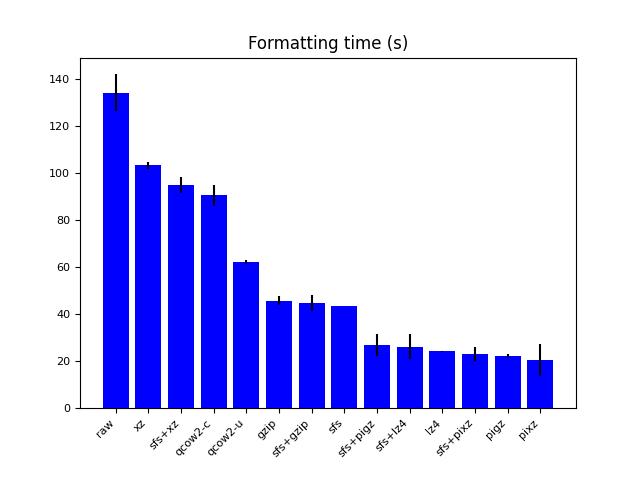 Formatting time (s)
140
120
100
80
60
40
20
0
raw
xz
sfs+xz
qcow2-c
qcow2-u
gzip
sfs+gzip
sfs
sfs+pigz
sfs+lz4
lz4
sfs+pixz
pigz
pixz